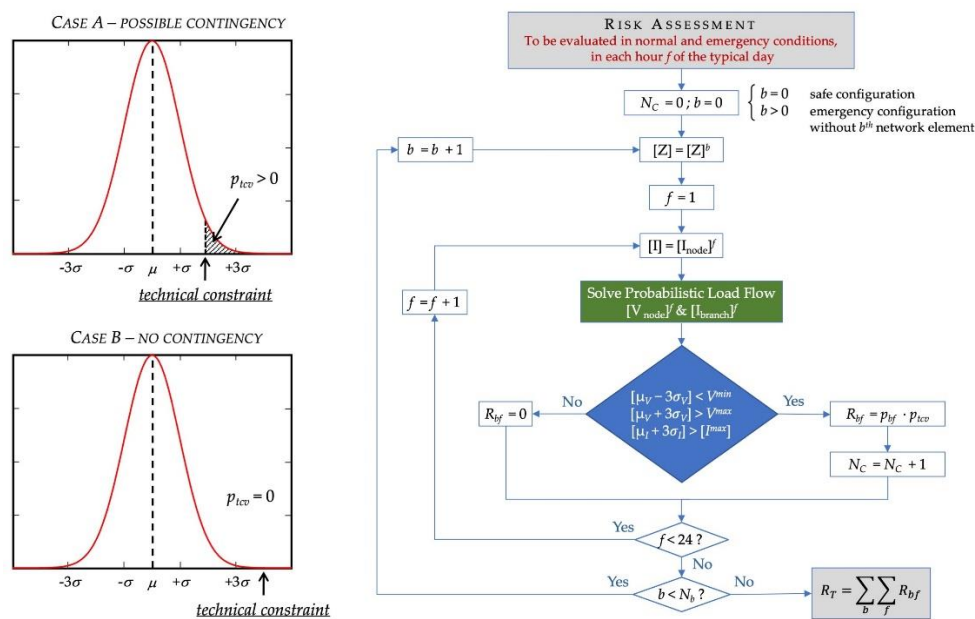 CASE A – POSSIBLE CONTINGENCY
p_tcv > 0
-3σ -σ μ +σ +3σ
technical constraint
CASE B – NO CONTINGENCY
p_tcv = 0
-3σ -σ μ +σ +3σ
technical constraint
RISK ASSESSMENT
To be evaluated in normal and emergency conditions,
in each hour f of the typical day
N_C = 0 ; b = 0
{ b = 0 safe configuration
b > 0 emergency configuration
without b^th network element
b = b + 1
[Z] = [Z]^b
f = 1
[I] = [I_node]^f
f = f + 1
Solve Probabilistic Load Flow
[V_node]^f & [I_branch]^f
[μ_V − 3σ_V] < V^min
[μ_V + 3σ_V] > V^max
[μ_I + 3σ_I] > [I^max]
No
Yes
R_bf = 0
R_bf = p_bf · p_tcv
N_C = N_C + 1
Yes
f < 24 ?
No
Yes
b < N_b ?
No
R_T = ∑_b ∑_f R_bf